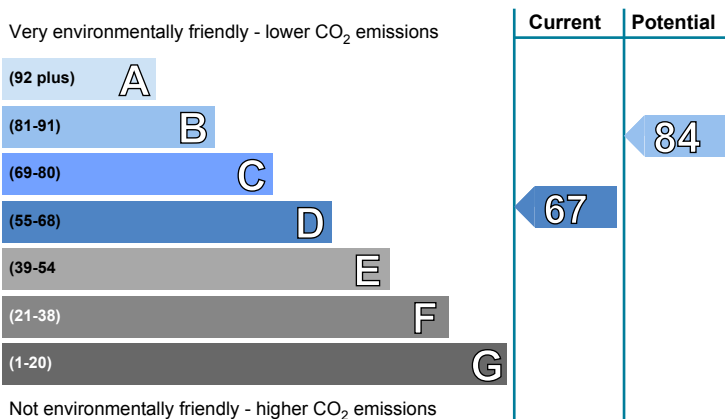 Very environmentally friendly - lower CO2 emissions
Current
Potential
(92 plus) A
(81-91) B
84
(69-80) C
(55-68) D
67
(39-54 E
(21-38) F
(1-20) G
Not environmentally friendly - higher CO2 emissions